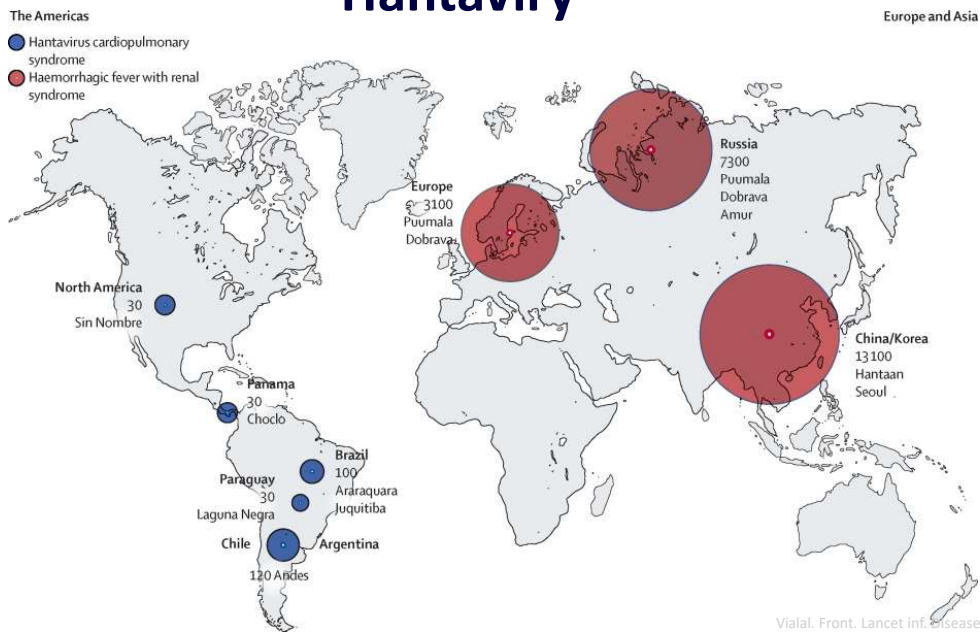 Hantaviry
The Americas
Europe and Asia
Hantavirus cardiopulmonary
syndrome
Haemorrhagic fever with renal
syndrome
Russia
7300
Puumala
Dobrava
Amur
Europe
3100
Puumala
Dobrava
North America
30
Sin Nombre
China/Korea
13100
Hantaan
Seoul
Panama
30
Choclo
Brazil
100
Araraquara
Juquitiba
Paraguay
30
Laguna Negra
Chile
Argentina
120 Andes
Vialal. Front. Lancet inf. Disease